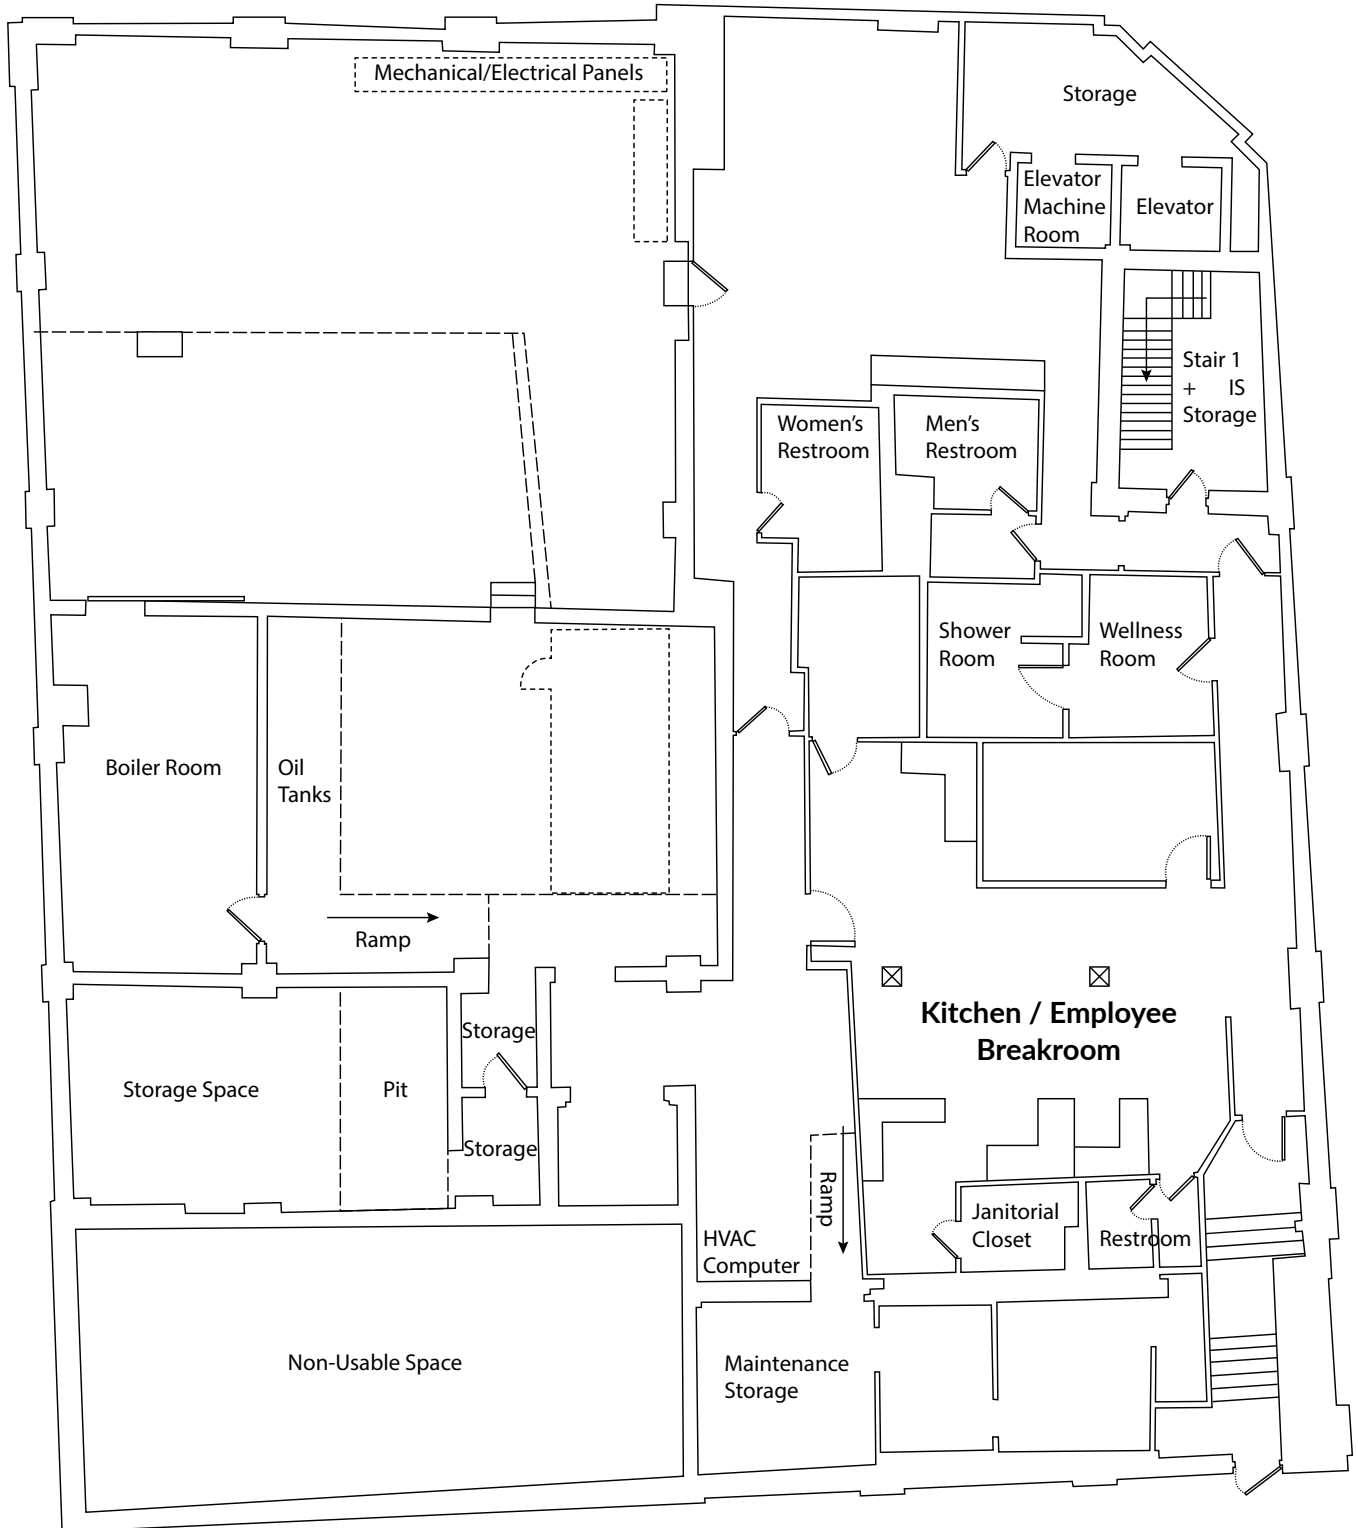 Mechanical/Electrical Panels
Storage
Elevator
Machine
Room
Elevator
Stair 1
+ IS
Storage
Women's
Restroom
Men's
Restroom
Shower
Room
Wellness
Room
Boiler Room
Oil
Tanks
Ramp
Kitchen / Employee
Breakroom
Storage
Storage Space
Pit
Storage
Ramp
HVAC
Computer
Janitorial
Closet
Restroom
Non-Usable Space
Maintenance
Storage